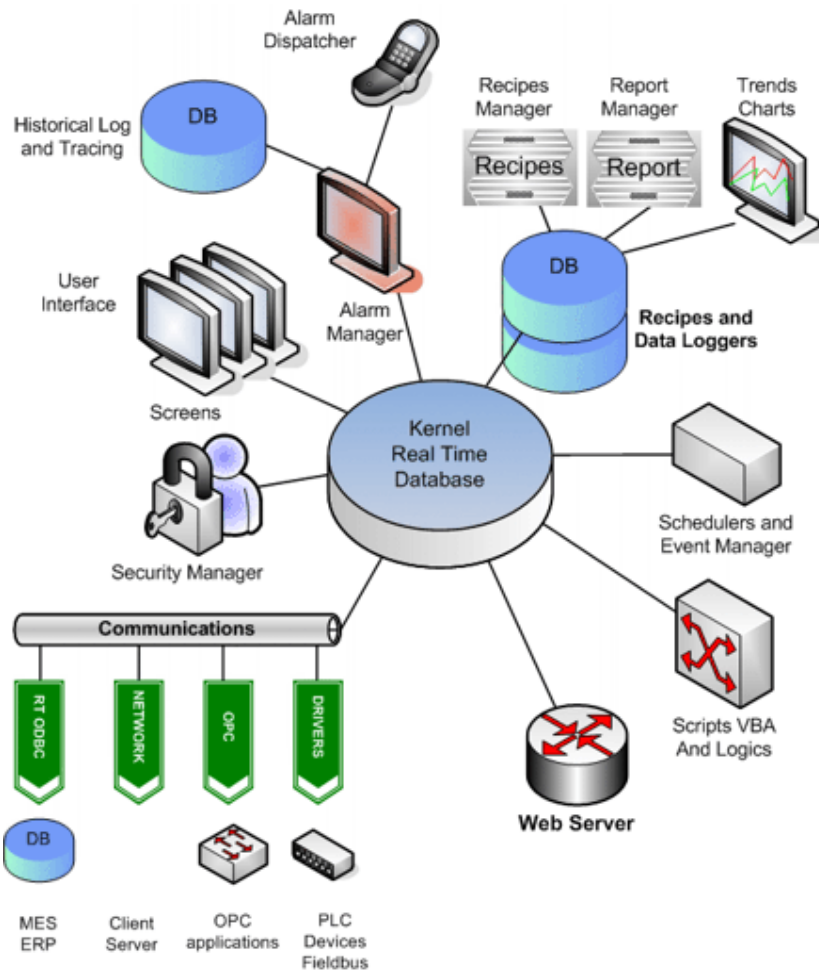 Alarm
Dispatcher
DB
Historical Log
and Tracing
Recipes
Manager
Report
Manager
Trends
Charts
Recipes
Report
User
Interface
Alarm
Manager
DB
Recipes and
Data Loggers
Screens
Kernel
Real Time
Database
Security Manager
Schedulers and
Event Manager
Communications
RT ODBC
NETWORK
OPC
DRIVERS
Scripts VBA
And Logics
Web Server
DB
MES
ERP
Client
Server
OPC
applications
PLC
Devices
Fieldbus